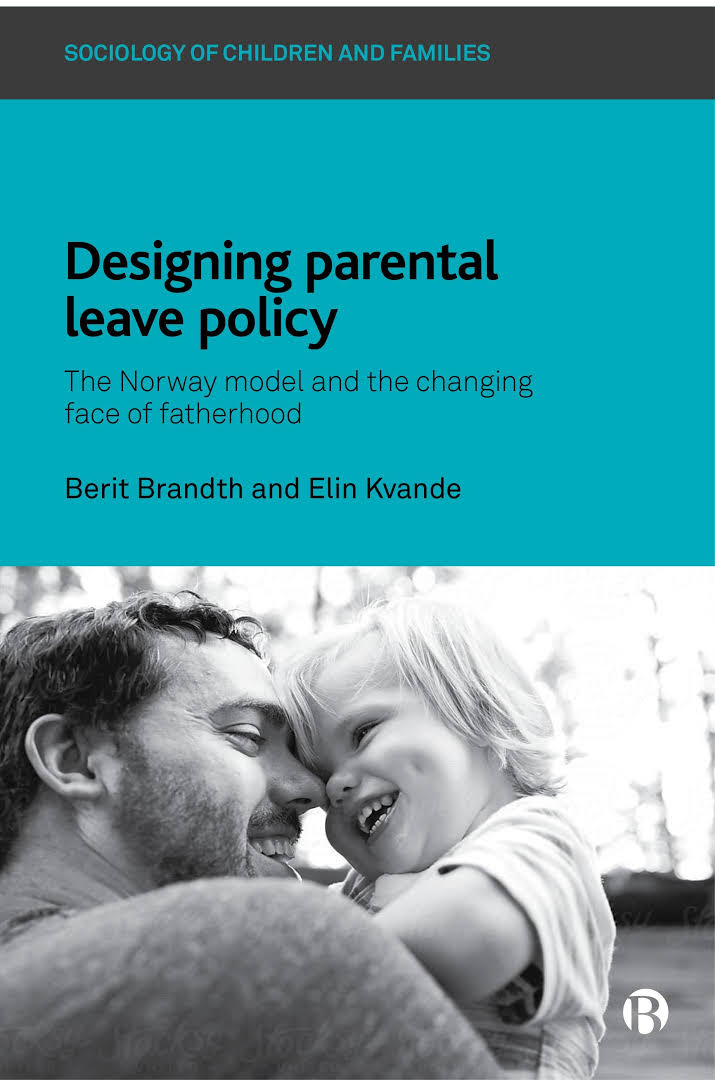 SOCIOLOGY OF CHILDREN AND FAMILIES
Designing parental
leave policy
The Norway model and the changing
face of fatherhood
Berit Brandth and Elin Kvande
B